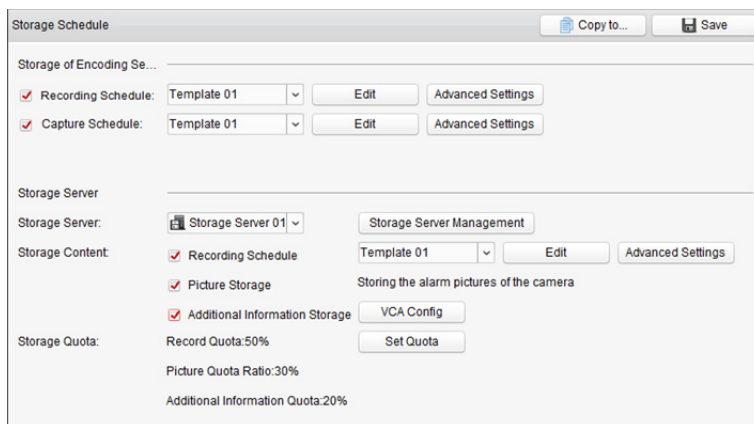 Storage Schedule Copy to... Save
Storage of Encoding Se...
Recording Schedule: Template 01 Edit Advanced Settings
Capture Schedule: Template 01 Edit Advanced Settings
Storage Server
Storage Server: Storage Server 01 Storage Server Management
Storage Content: Recording Schedule Template 01 Edit Advanced Settings
Picture Storage Storing the alarm pictures of the camera
Additional Information Storage VCA Config
Storage Quota: Record Quota:50% Set Quota
Picture Quota Ratio:30%
Additional Information Quota:20%